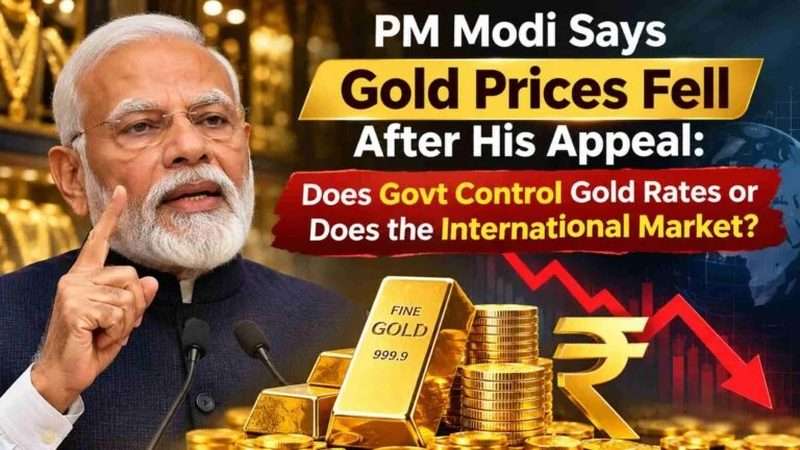 PM Modi Says
Gold Prices Fell
After His Appeal:
Does Govt Control Gold Rates or
Does the International Market?
FINE
GOLD
999.9
₹